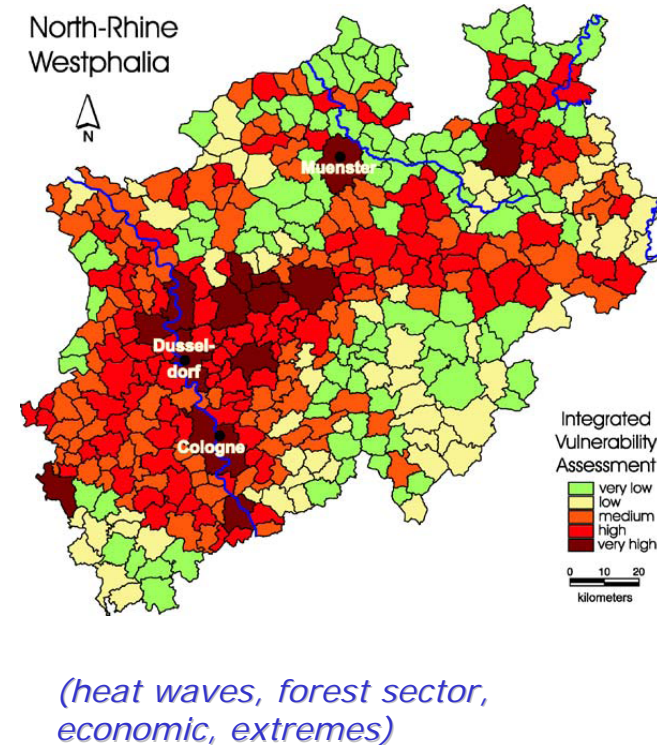 North-Rhine
Westphalia
N
Muenster
Dussel-
dorf
Cologne
Integrated
Vulnerability
Assessment
very low
low
medium
high
very high
0 10 20
kilometers
(heat waves, forest sector,
economic, extremes)